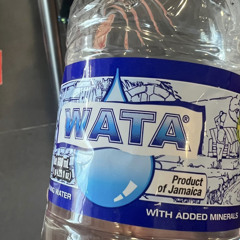 WATA®
Product
of Jamaica
WATER
WITH ADDED MINERALS